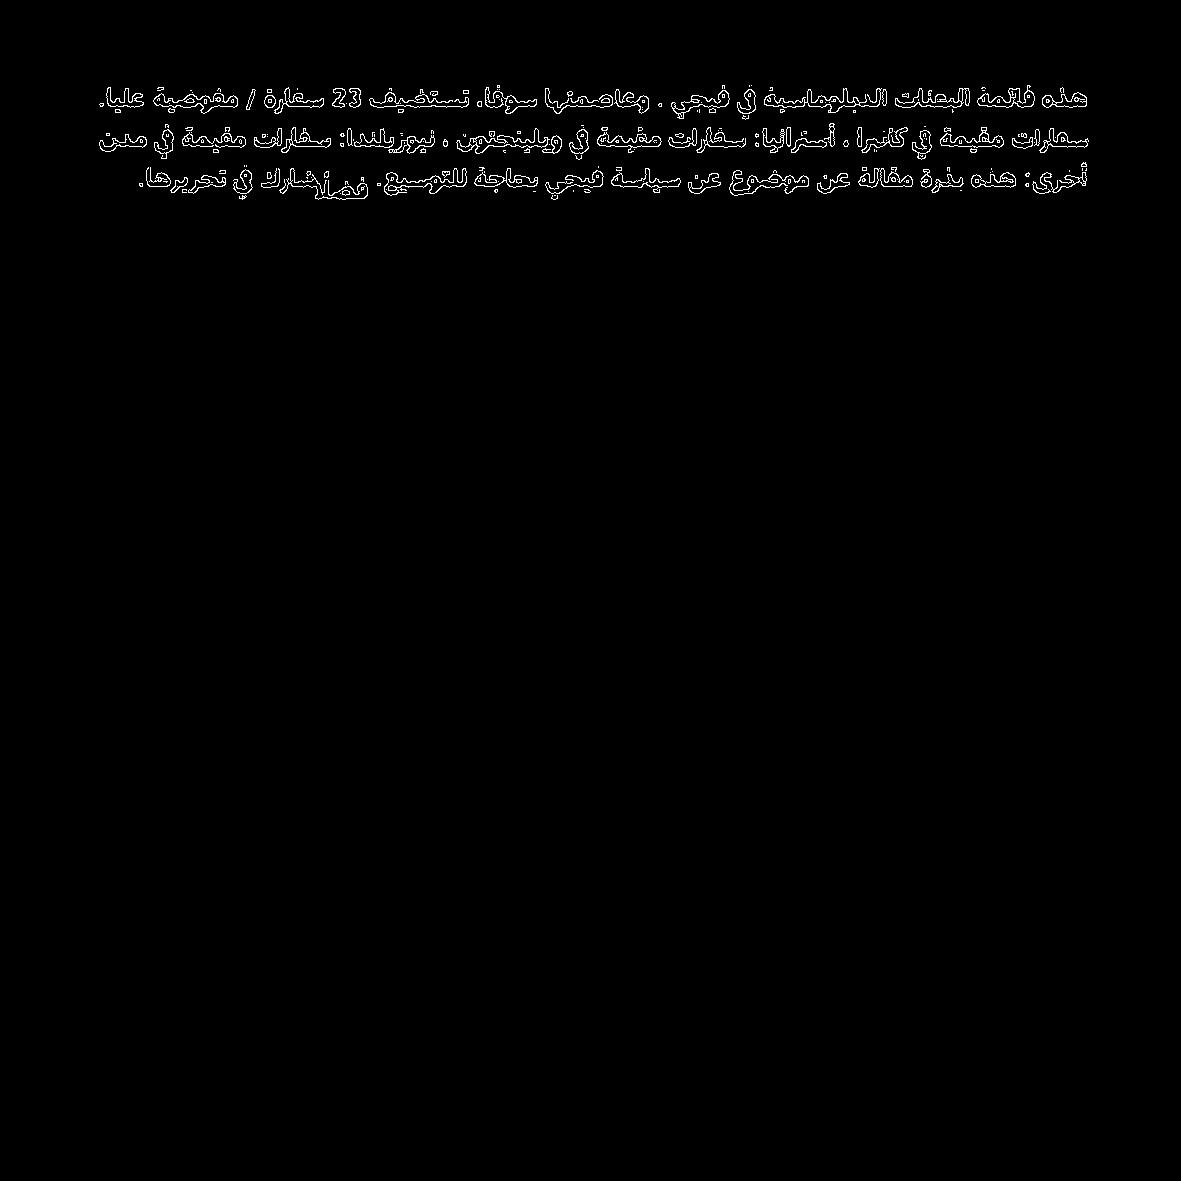 هذه قائمة البعثات الدبلوماسية في فيجي . وعاصمتها سوفا. تستضيف 23 سفارة / مفوضية عليا.
سفارات مقيمة في كانبرا ، أستراليا: سفارات مقيمة في ويلينجتون ، نيوزيلندا: سفارات مقيمة في مدن
أخرى: هذه بذرة مقالة عن موضوع عن سياسة فيجي بحاجة للتوسيع. فضلًا شارك في تحريرها.